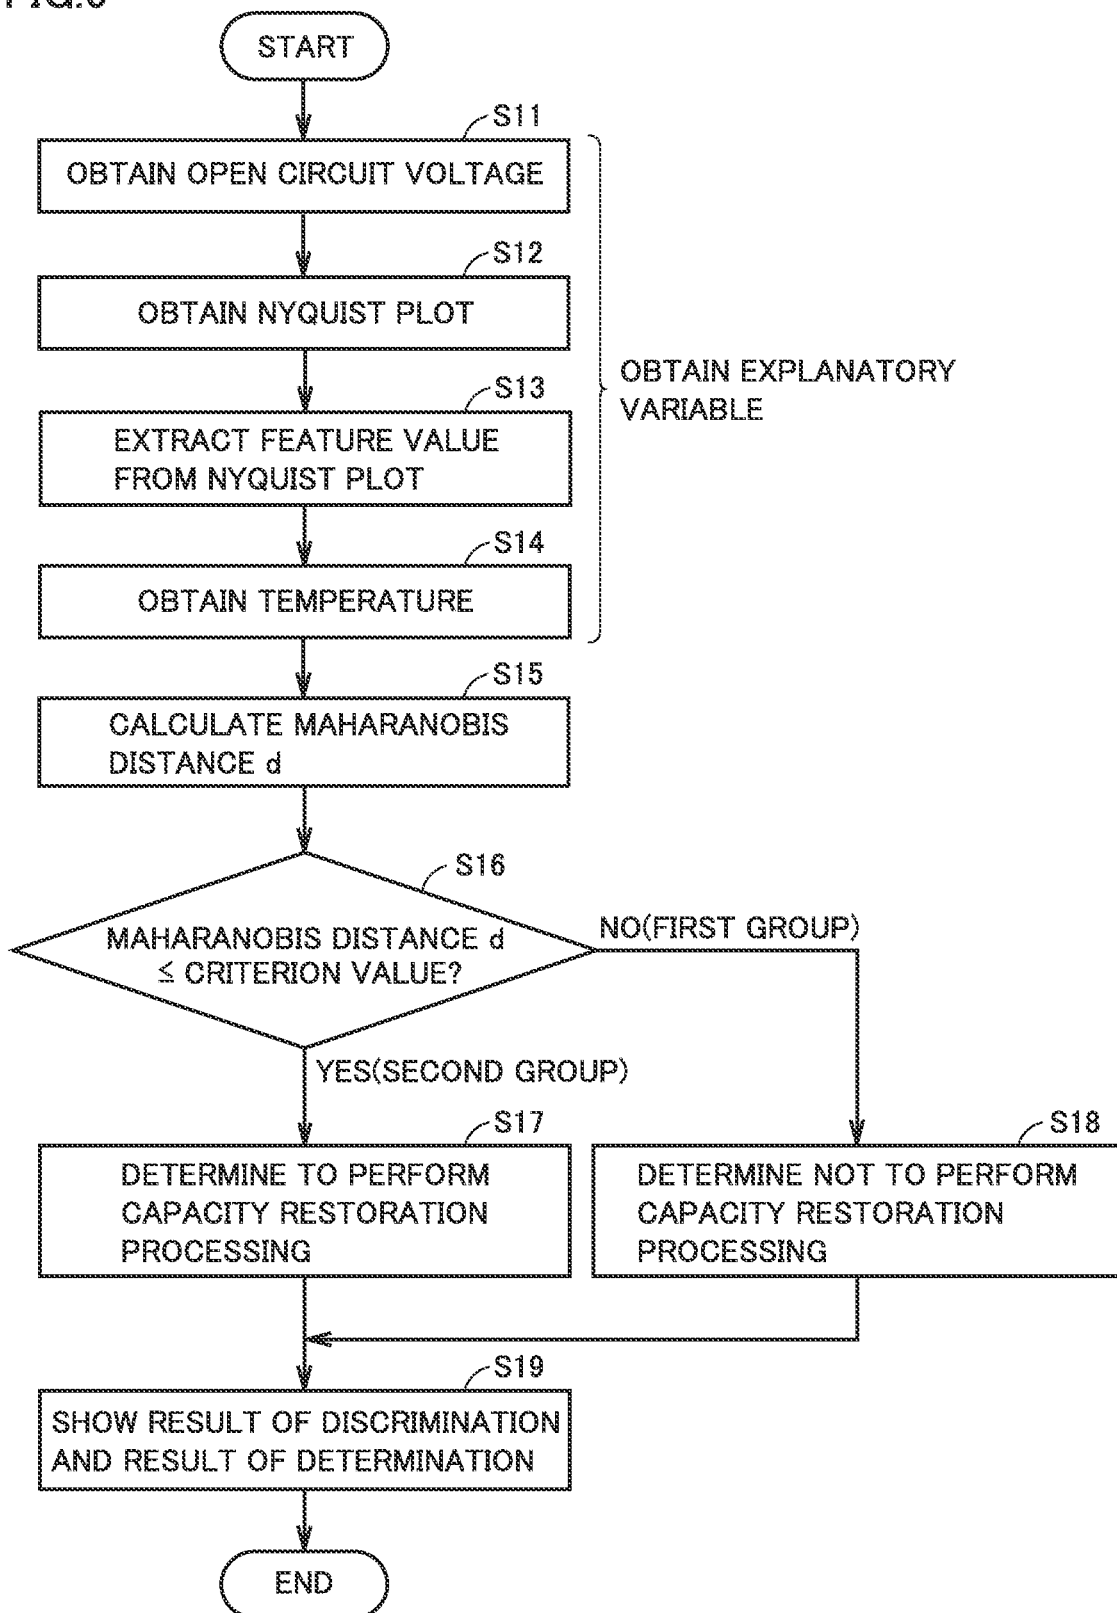 START
S11
OBTAIN OPEN CIRCUIT VOLTAGE
S12
OBTAIN NYQUIST PLOT
S13
EXTRACT FEATURE VALUE
FROM NYQUIST PLOT
S14
OBTAIN TEMPERATURE
OBTAIN EXPLANATORY
VARIABLE
S15
CALCULATE MAHARANOBIS
DISTANCE d
S16
MAHARANOBIS DISTANCE d
≦ CRITERION VALUE?
NO(FIRST GROUP)
YES(SECOND GROUP)
S17
DETERMINE TO PERFORM
CAPACITY RESTORATION
PROCESSING
S18
DETERMINE NOT TO PERFORM
CAPACITY RESTORATION
PROCESSING
S19
SHOW RESULT OF DISCRIMINATION
AND RESULT OF DETERMINATION
END